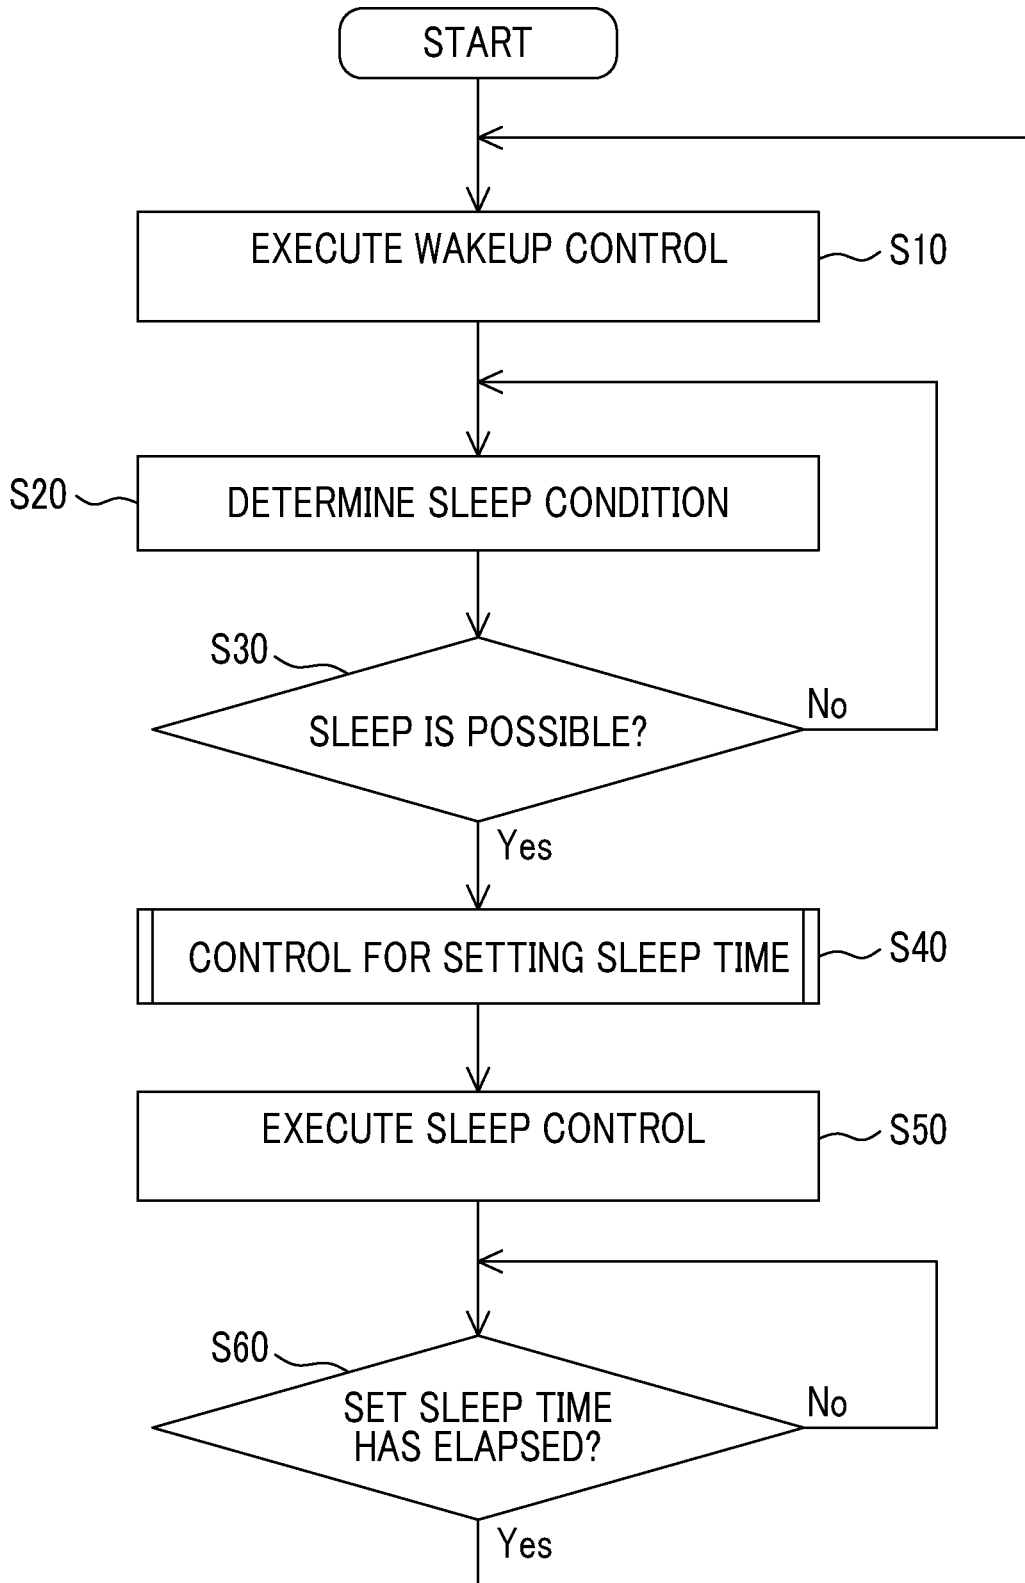 START
EXECUTE WAKEUP CONTROL
S10
S20
DETERMINE SLEEP CONDITION
S30
SLEEP IS POSSIBLE?
No
Yes
CONTROL FOR SETTING SLEEP TIME
S40
EXECUTE SLEEP CONTROL
S50
S60
SET SLEEP TIME
HAS ELAPSED?
No
Yes